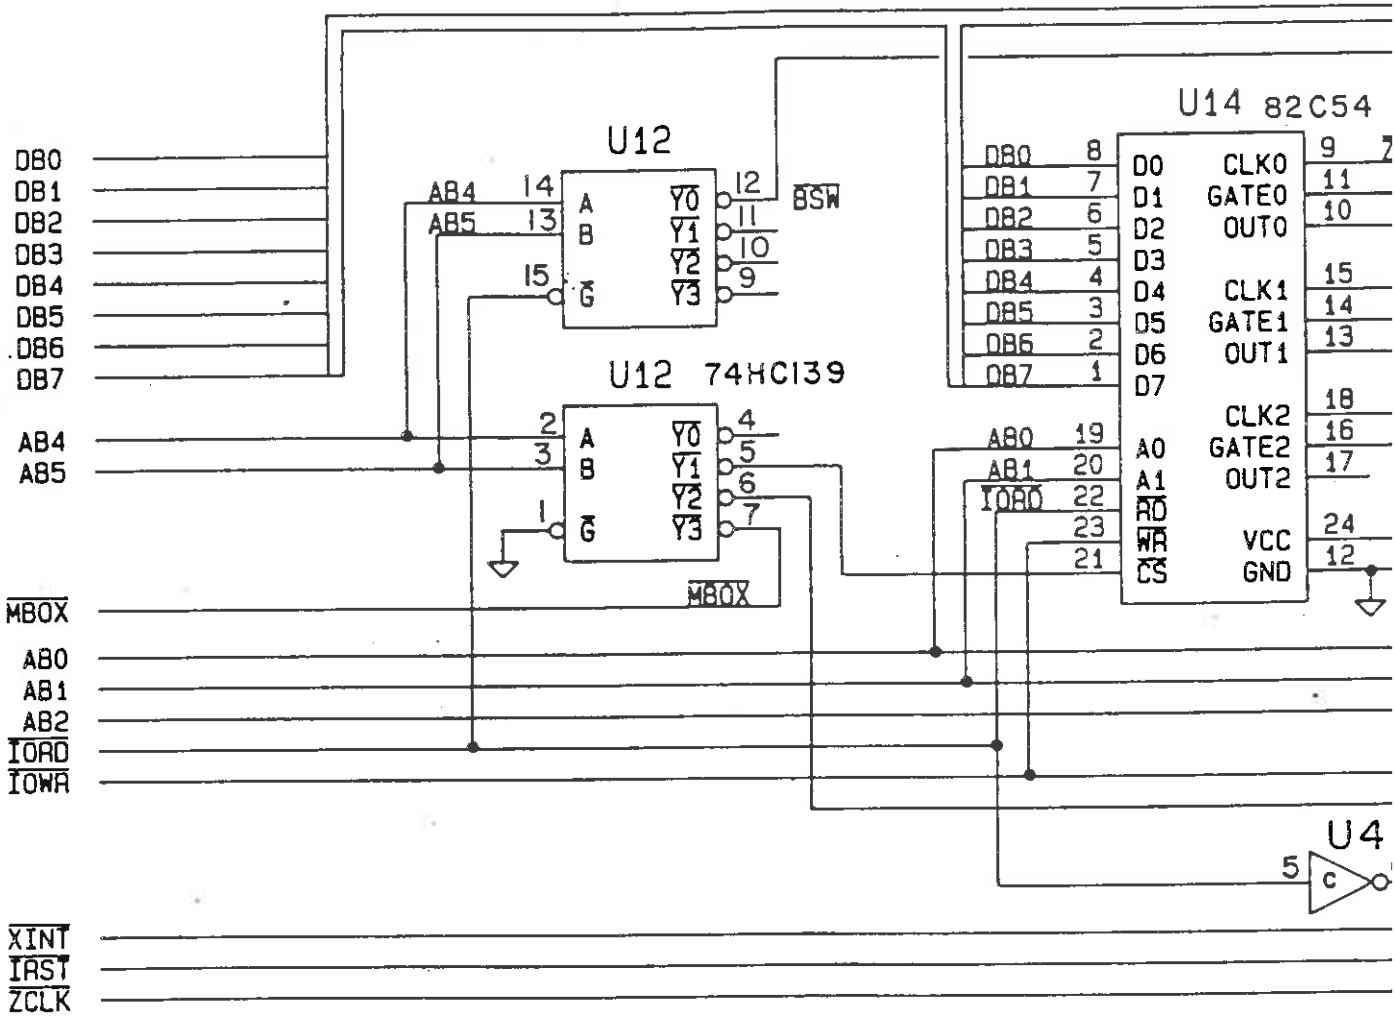 U14 82C54
U12
DB0
DB1
DB2
DB3
DB4
DB5
DB6
DB7
AB4 14 A Y0 12 BSW
AB5 13 B Y1 11
Y2 10
15 G Y3 9
U12 74HC139
AB4 2 A Y0 4
AB5 3 B Y1 5
Y2 6
1 G Y3 7
MBOX
MBOX
AB0
AB1
AB2
IORD
IOWR
XINT
IRST
ZCLK
DB0 8 D0 CLK0 9
DB1 7 D1 GATE0 11
DB2 6 D2 OUT0 10
DB3 5 D3
DB4 4 D4 CLK1 15
DB5 3 D5 GATE1 14
DB6 2 D6 OUT1 13
DB7 1 D7
CLK2 18
AB0 19 A0 GATE2 16
AB1 20 A1 OUT2 17
IORD 22 RD
23 WR VCC 24
21 CS GND 12
U4
5 C